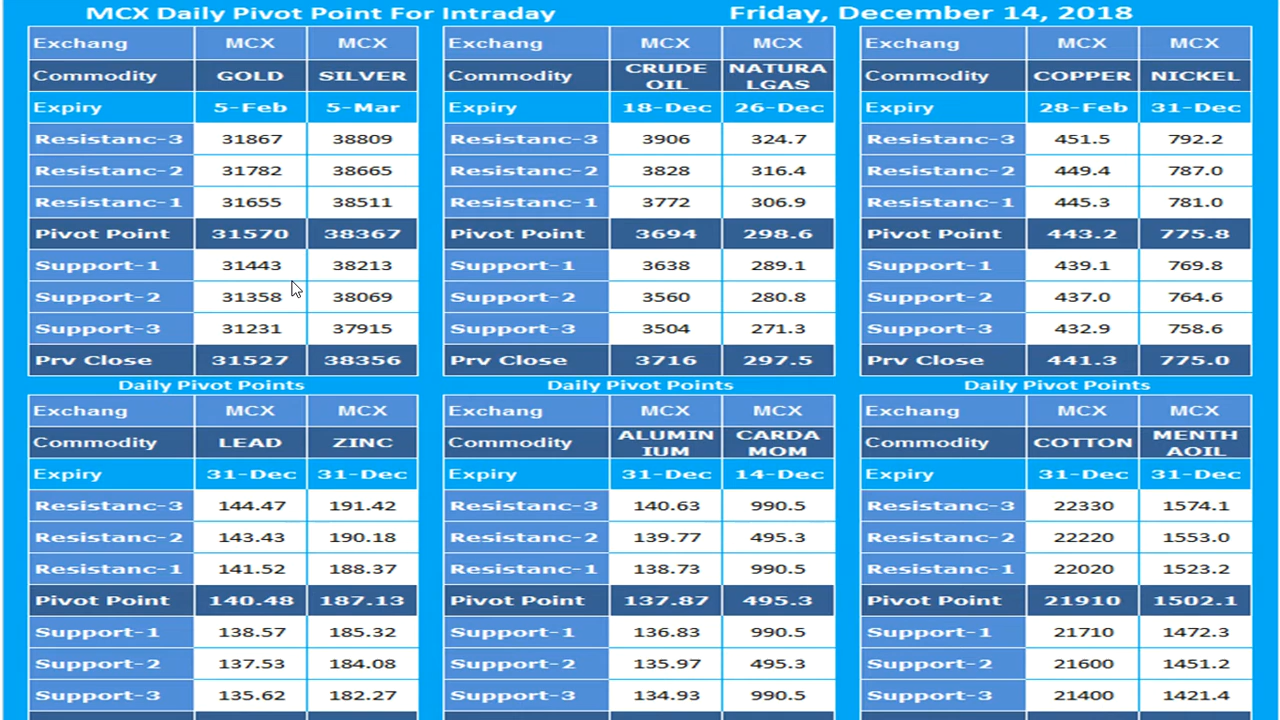 MCX Daily Pivot Point For Intraday Friday, December 14, 2018
Exchang MCX MCX Exchang MCX MCX Exchang MCX MCX
Commodity GOLD SILVER Commodity CRUDE OIL NATURA LGAS Commodity COPPER NICKEL
Expiry 5-Feb 5-Mar Expiry 18-Dec 26-Dec Expiry 28-Feb 31-Dec
Resistanc-3 31867 38809 Resistanc-3 3906 324.7 Resistanc-3 451.5 792.2
Resistanc-2 31782 38665 Resistanc-2 3828 316.4 Resistanc-2 449.4 787.0
Resistanc-1 31655 38511 Resistanc-1 3772 306.9 Resistanc-1 445.3 781.0
Pivot Point 31570 38367 Pivot Point 3694 298.6 Pivot Point 443.2 775.8
Support-1 31443 38213 Support-1 3638 289.1 Support-1 439.1 769.8
Support-2 31358 38069 Support-2 3560 280.8 Support-2 437.0 764.6
Support-3 31231 37915 Support-3 3504 271.3 Support-3 432.9 758.6
Prv Close 31527 38356 Prv Close 3716 297.5 Prv Close 441.3 775.0
Daily Pivot Points Daily Pivot Points Daily Pivot Points
Exchang MCX MCX Exchang MCX MCX Exchang MCX MCX
Commodity LEAD ZINC Commodity ALUMIN IUM CARDA MOM Commodity COTTON MENTH AOIL
Expiry 31-Dec 31-Dec Expiry 31-Dec 14-Dec Expiry 31-Dec 31-Dec
Resistanc-3 144.47 191.42 Resistanc-3 140.63 990.5 Resistanc-3 22330 1574.1
Resistanc-2 143.43 190.18 Resistanc-2 139.77 495.3 Resistanc-2 22220 1553.0
Resistanc-1 141.52 188.37 Resistanc-1 138.73 990.5 Resistanc-1 22020 1523.2
Pivot Point 140.48 187.13 Pivot Point 137.87 495.3 Pivot Point 21910 1502.1
Support-1 138.57 185.32 Support-1 136.83 990.5 Support-1 21710 1472.3
Support-2 137.53 184.08 Support-2 135.97 495.3 Support-2 21600 1451.2
Support-3 135.62 182.27 Support-3 134.93 990.5 Support-3 21400 1421.4